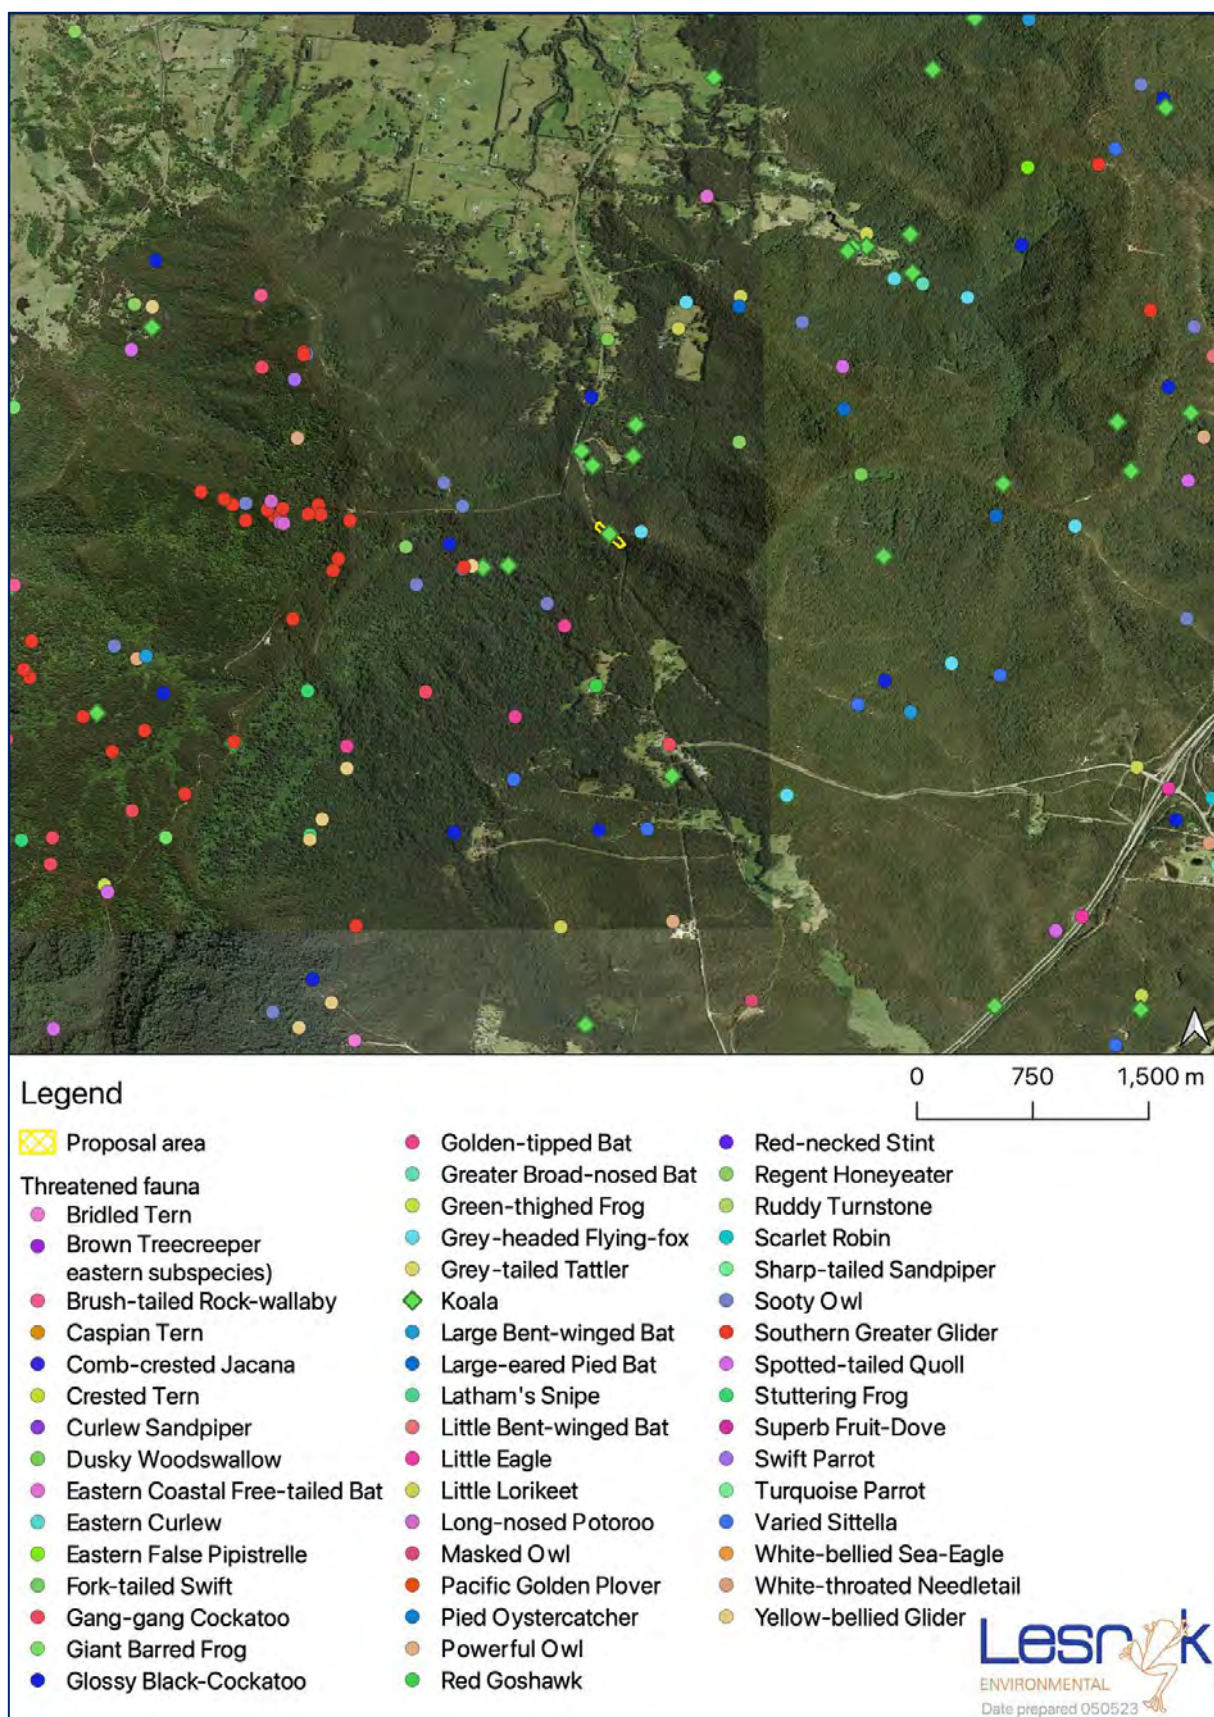 0 750 1,500 m
Legend
Proposal area
Threatened fauna
Bridled Tern
Brown Treecreeper
eastern subspecies)
Brush-tailed Rock-wallaby
Caspian Tern
Comb-crested Jacana
Crested Tern
Curlew Sandpiper
Dusky Woodswallow
Eastern Coastal Free-tailed Bat
Eastern Curlew
Eastern False Pipistrelle
Fork-tailed Swift
Gang-gang Cockatoo
Giant Barred Frog
Glossy Black-Cockatoo
Golden-tipped Bat
Greater Broad-nosed Bat
Green-thighed Frog
Grey-headed Flying-fox
Grey-tailed Tattler
Koala
Large Bent-winged Bat
Large-eared Pied Bat
Latham's Snipe
Little Bent-winged Bat
Little Eagle
Little Lorikeet
Long-nosed Potoroo
Masked Owl
Pacific Golden Plover
Pied Oystercatcher
Powerful Owl
Red Goshawk
Red-necked Stint
Regent Honeyeater
Ruddy Turnstone
Scarlet Robin
Sharp-tailed Sandpiper
Sooty Owl
Southern Greater Glider
Spotted-tailed Quoll
Stuttering Frog
Superb Fruit-Dove
Swift Parrot
Turquoise Parrot
Varied Sittella
White-bellied Sea-Eagle
White-throated Needletail
Yellow-bellied Glider
Lesryk
ENVIRONMENTAL
Date prepared 050523